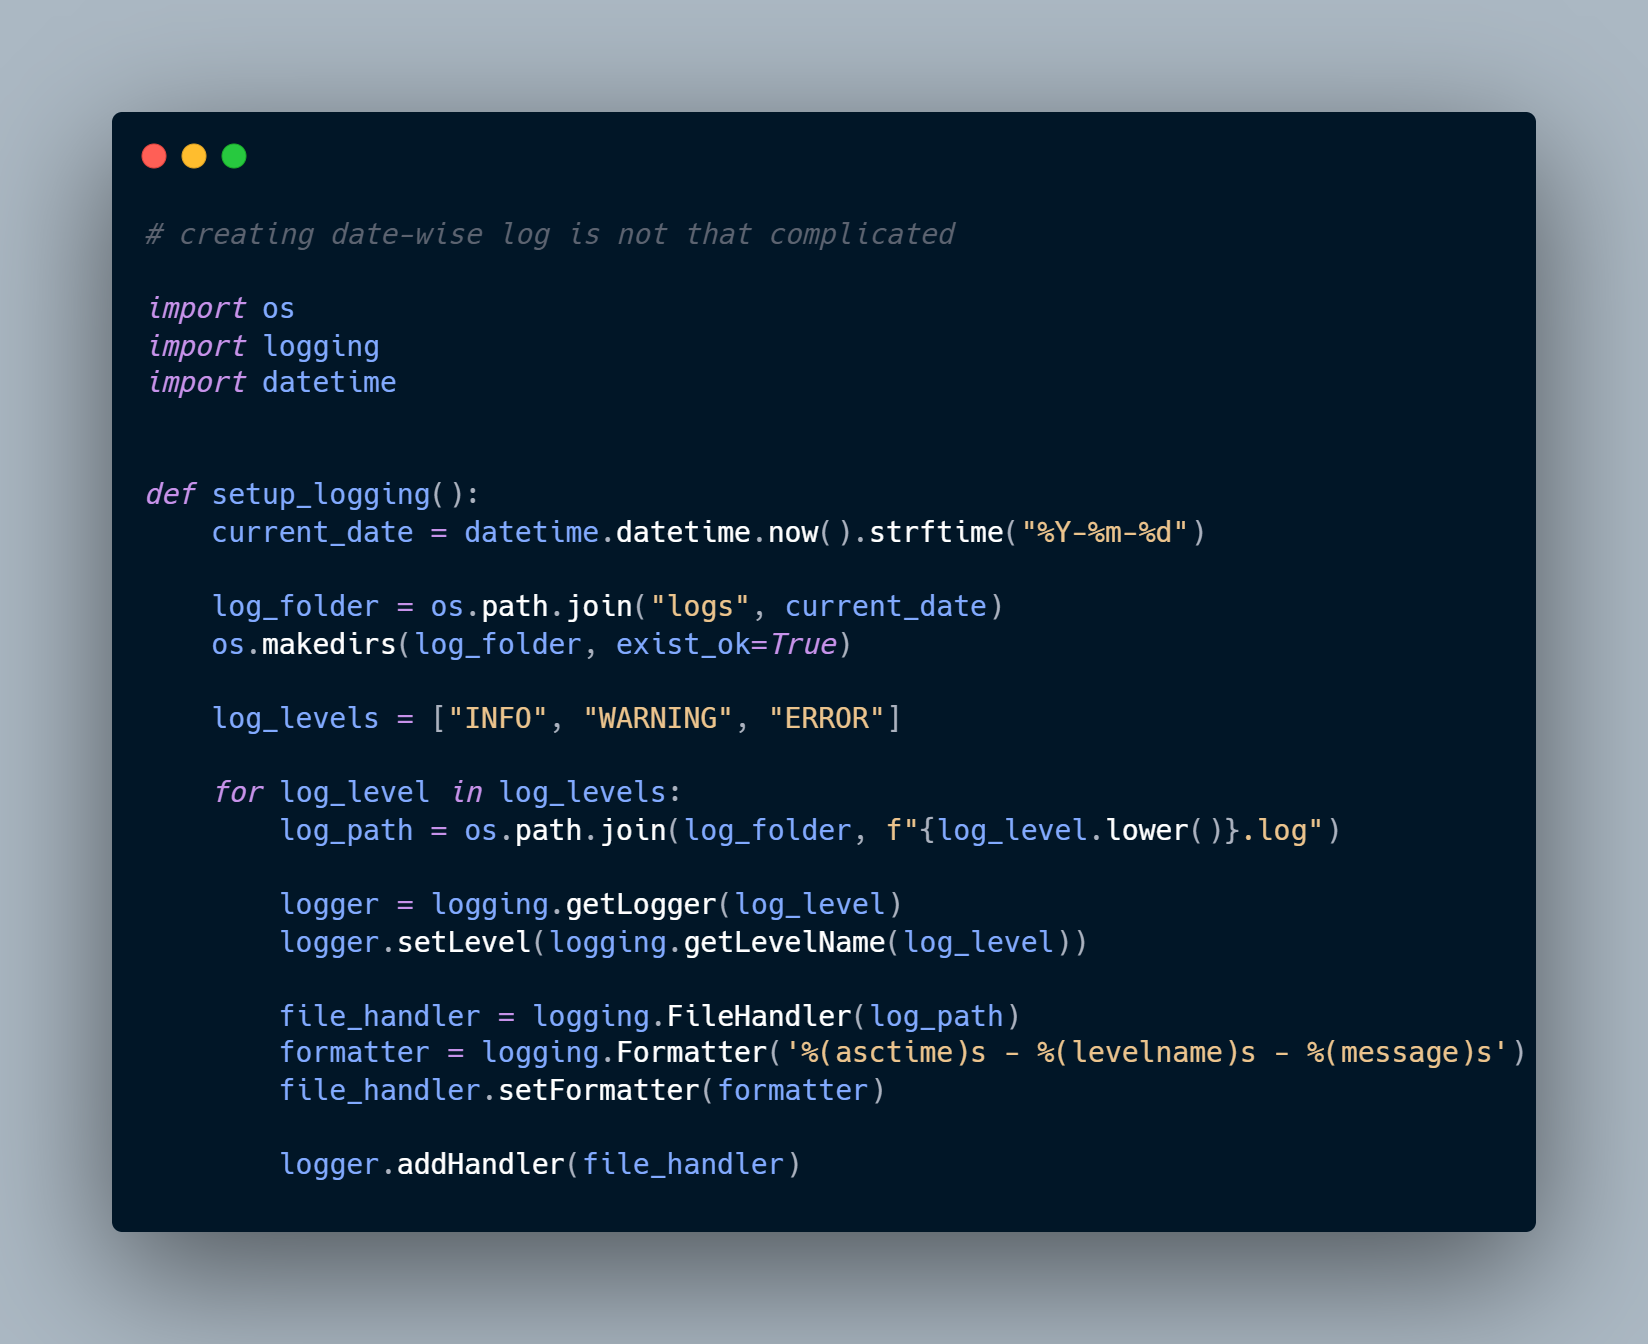 # creating date-wise log is not that complicated
import os
import logging
import datetime
def setup_logging():
    current_date = datetime.datetime.now().strftime("%Y-%m-%d")
    log_folder = os.path.join("logs", current_date)
    os.makedirs(log_folder, exist_ok=True)
    log_levels = ["INFO", "WARNING", "ERROR"]
    for log_level in log_levels:
        log_path = os.path.join(log_folder, f"{log_level.lower()}.log")
        logger = logging.getLogger(log_level)
        logger.setLevel(logging.getLevelName(log_level))
        file_handler = logging.FileHandler(log_path)
        formatter = logging.Formatter('%(asctime)s - %(levelname)s - %(message)s')
        file_handler.setFormatter(formatter)
        logger.addHandler(file_handler)